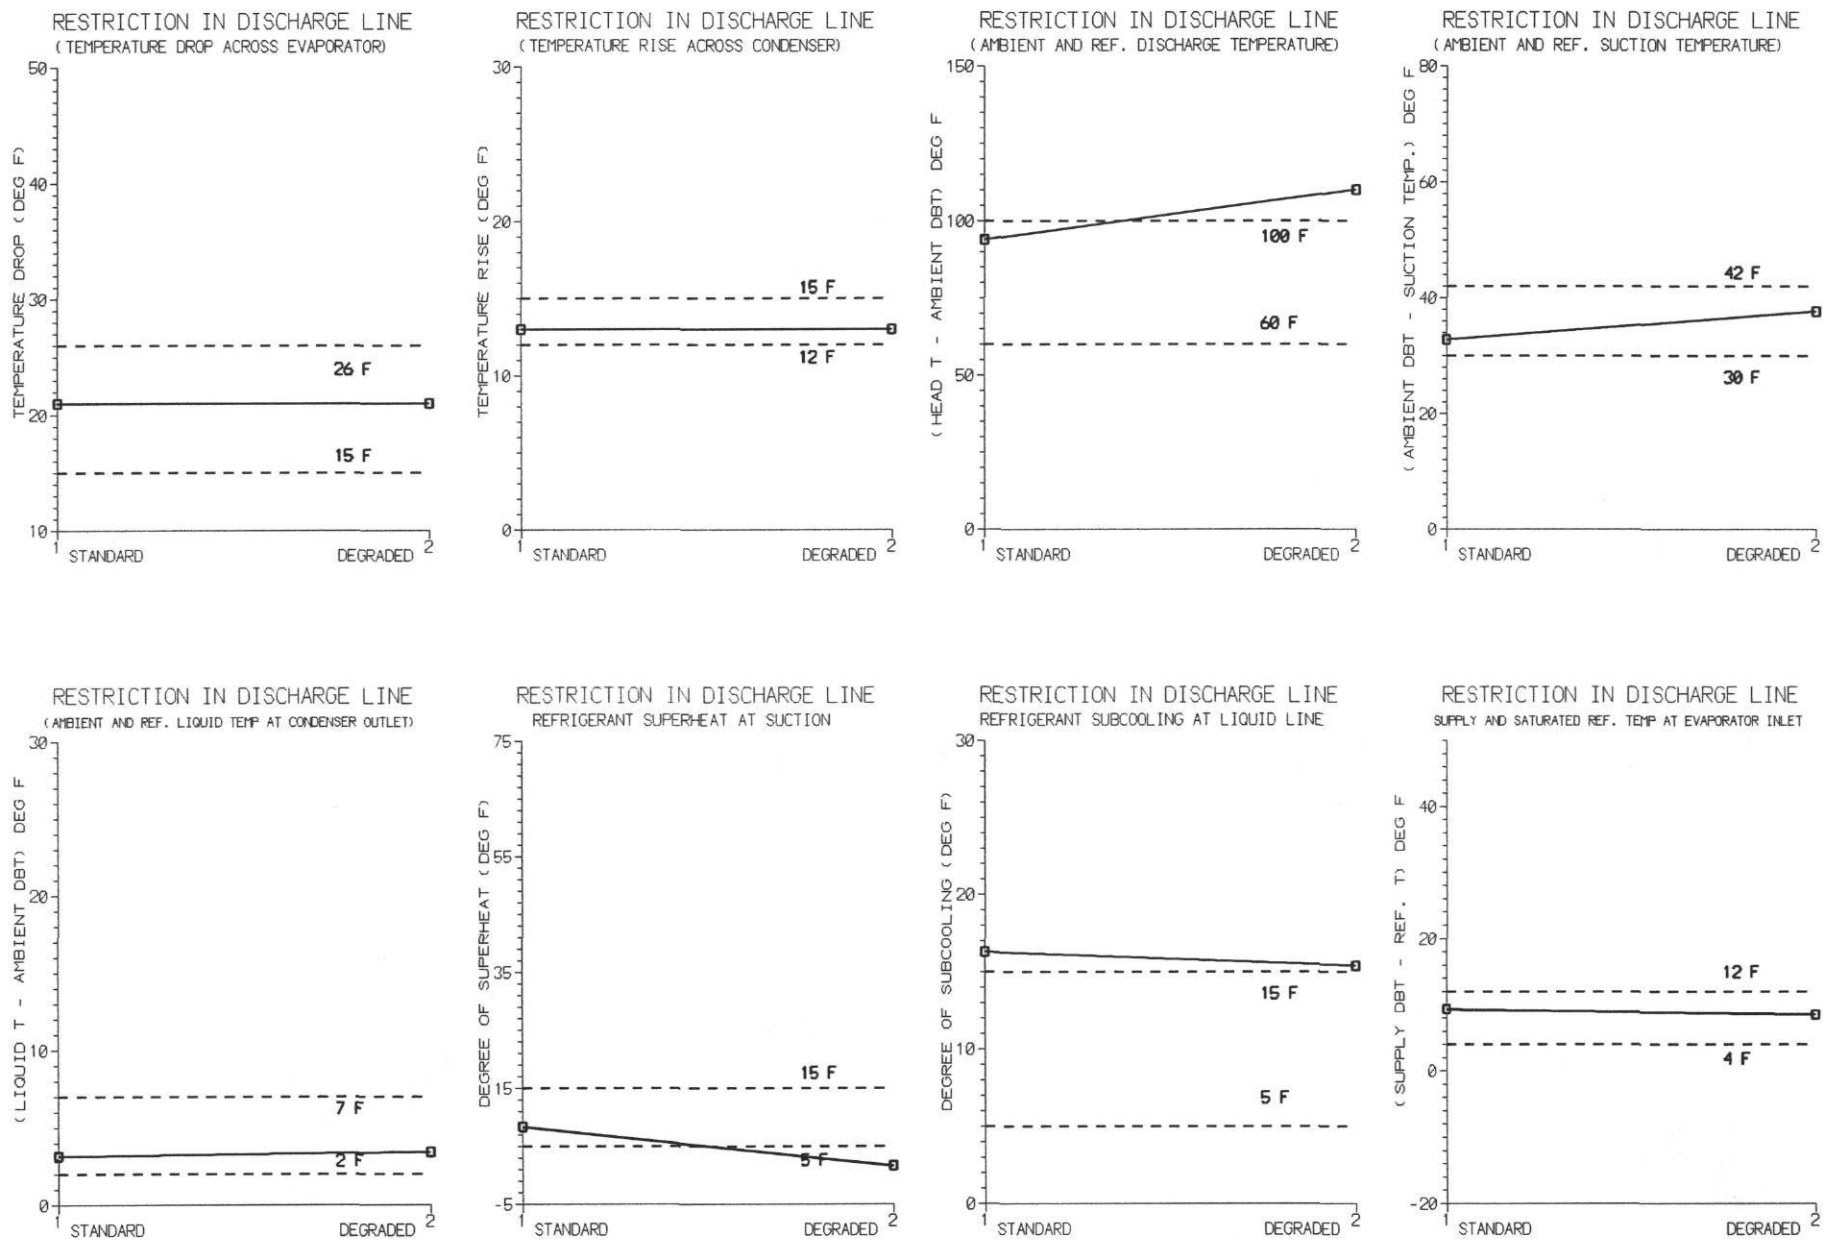 RESTRICTION IN DISCHARGE LINE
(TEMPERATURE DROP ACROSS EVAPORATOR)
TEMPERATURE DROP (DEG F)
50
40
30
20
10
26 F
15 F
1 STANDARD
DEGRADED 2
RESTRICTION IN DISCHARGE LINE
(TEMPERATURE RISE ACROSS CONDENSER)
TEMPERATURE RISE (DEG F)
30
20
10
0
15 F
12 F
1 STANDARD
DEGRADED 2
RESTRICTION IN DISCHARGE LINE
(AMBIENT AND REF. DISCHARGE TEMPERATURE)
(HEAD T - AMBIENT DBT) DEG F
150
100
50
0
100 F
60 F
1 STANDARD
DEGRADED 2
RESTRICTION IN DISCHARGE LINE
(AMBIENT AND REF. SUCTION TEMPERATURE)
(AMBIENT DBT - SUCTION TEMP.) DEG F
80
60
40
20
0
42 F
30 F
1 STANDARD
DEGRADED 2
RESTRICTION IN DISCHARGE LINE
(AMBIENT AND REF. LIQUID TEMP AT CONDENSER OUTLET)
(LIQUID T - AMBIENT DBT) DEG F
30
20
10
0
7 F
2 F
1 STANDARD
DEGRADED 2
RESTRICTION IN DISCHARGE LINE
REFRIGERANT SUPERHEAT AT SUCTION
DEGREE OF SUPERHEAT (DEG F)
75
55
35
15
-5
15 F
5 F
1 STANDARD
DEGRADED 2
RESTRICTION IN DISCHARGE LINE
REFRIGERANT SUBCOOLING AT LIQUID LINE
DEGREE OF SUBCOOLING (DEG F)
30
20
10
0
15 F
5 F
1 STANDARD
DEGRADED 2
RESTRICTION IN DISCHARGE LINE
SUPPLY AND SATURATED REF. TEMP AT EVAPORATOR INLET
(SUPPLY DBT - REF. T) DEG F
40
20
0
-20
12 F
4 F
1 STANDARD
DEGRADED 2